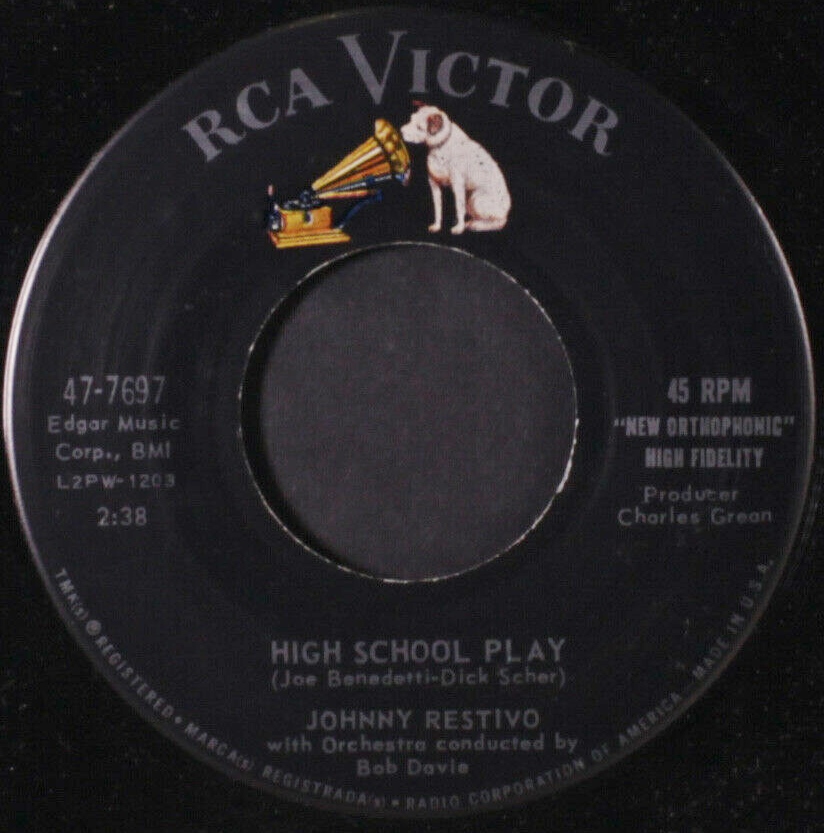 RCA VICTOR
47-7697
Edgar Music
Corp., BMI
L2PW-1203
2:38
45 RPM
"NEW ORTHOPHONIC"
HIGH FIDELITY
Producer
Charles Grean
HIGH SCHOOL PLAY
(Joe Benedetti-Dick Scher)
JOHNNY RESTIVO
with Orchestra conducted by
Bob Davie
TMK(s) ® REGISTERED • MARCA(s) REGISTRADA(s) • RADIO CORPORATION OF AMERICA - MADE IN U.S.A.